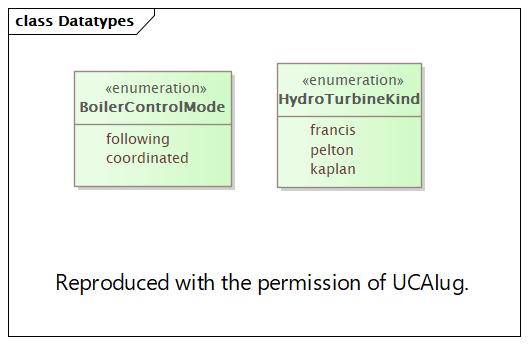 class Datatypes
«enumeration»
BoilerControlMode
following
coordinated
«enumeration»
HydroTurbineKind
francis
pelton
kaplan
Reproduced with the permission of UCAIug.